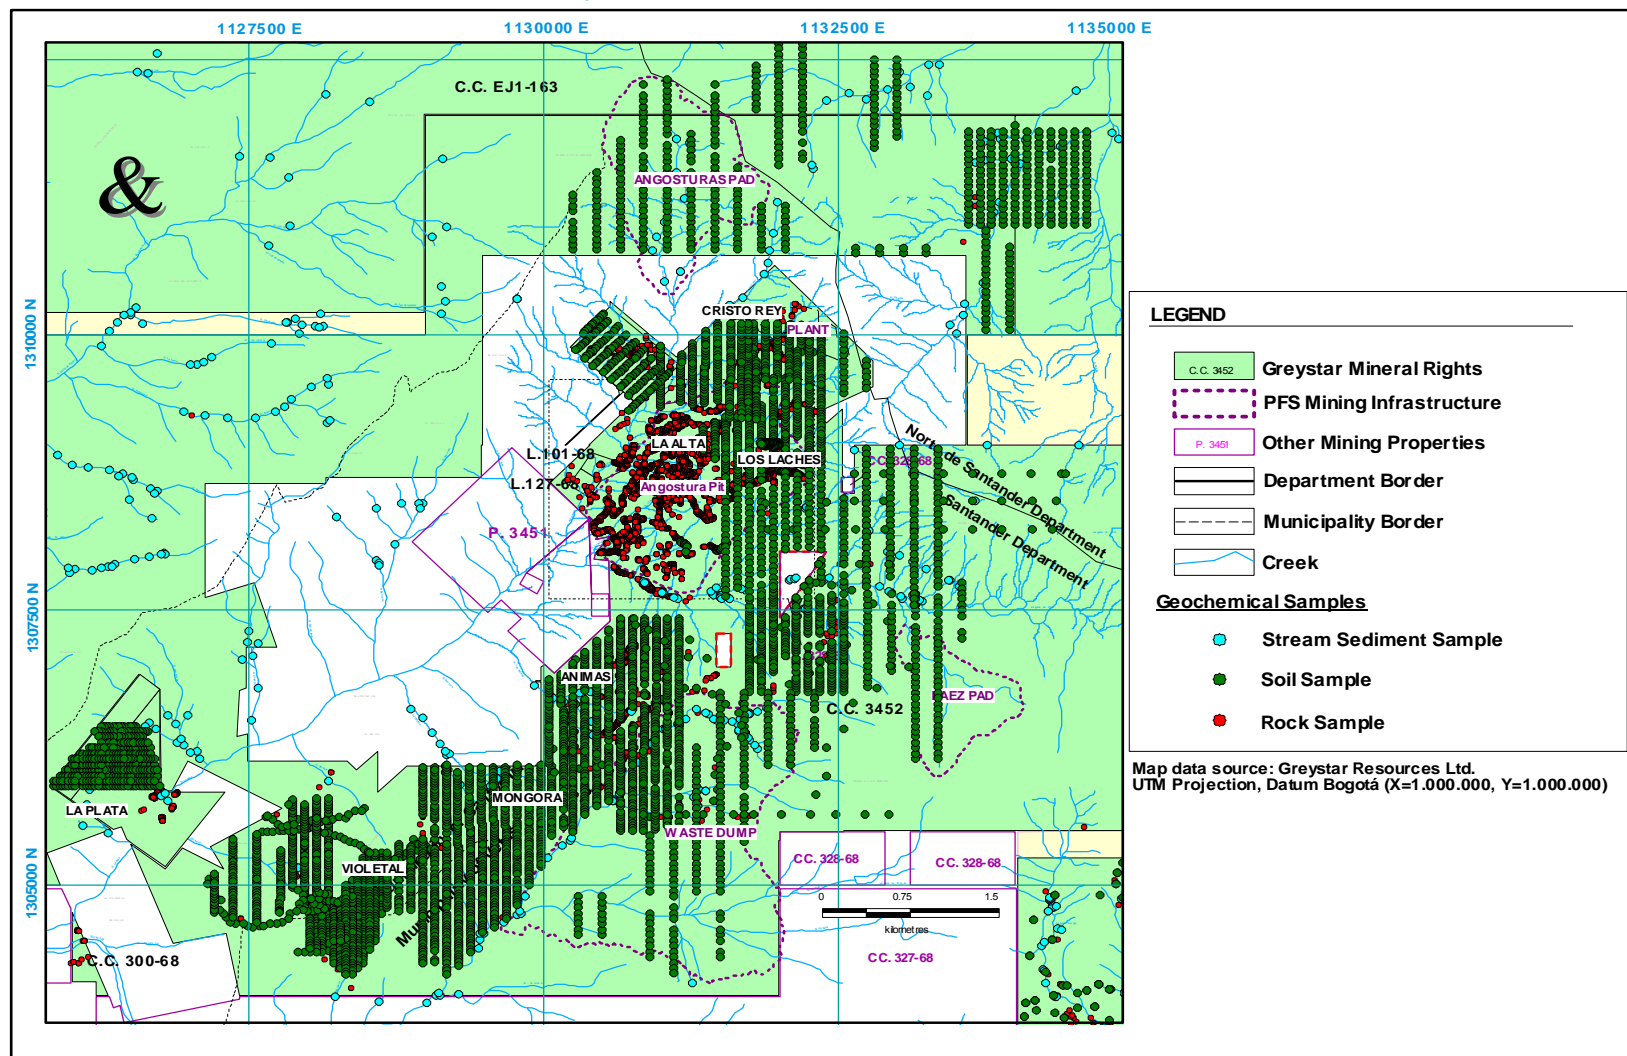 1127500 E
1130000 E
1132500 E
1135000 E
C.C. EJ1-163
&
ANGOSTURAS PAD
1310000 N
CRISTO REY
PLANT
LEGEND
C.C. 3452
Greystar Mineral Rights
PFS Mining Infrastructure
P. 3451
Other Mining Properties
Department Border
Municipality Border
Creek
Geochemical Samples
Stream Sediment Sample
Soil Sample
Rock Sample
Map data source: Greystar Resources Ltd.
UTM Projection, Datum Bogotá (X=1.000.000, Y=1.000.000)
LA ALTA
L.101-68
LOS LACHES
Norte de Santander Department
Santander Department
L.127-68
Angostura Pit
P. 3451
1307500 N
ANIMAS
C.C. 3452
PAEZ PAD
MONGORA
LA PLATA
WASTE DUMP
VIOLETAL
CC. 328-68
CC. 328-68
1305000 N
0
0.75
1.5
kilometres
C.C. 300-68
CC. 327-68